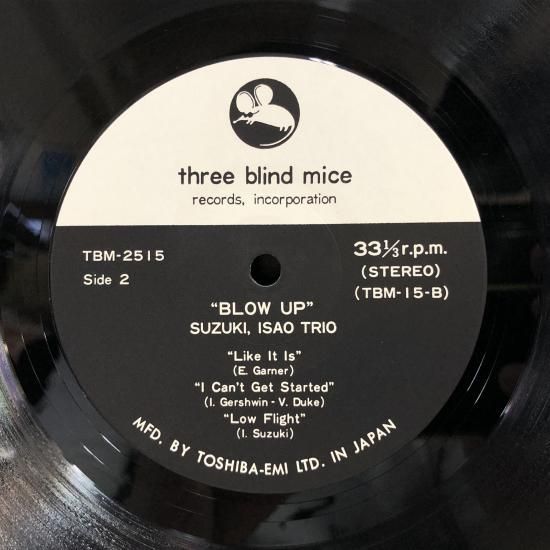 three blind mice
records, incorporation
TBM-2515
33⅓ r.p.m.
Side 2
(STEREO)
(TBM-15-B)
“BLOW UP”
SUZUKI, ISAO TRIO
“Like It Is”
(E. Garner)
“I Can't Get Started”
(I. Gershwin - V. Duke)
“Low Flight”
(I. Suzuki)
MFD. BY TOSHIBA-EMI LTD. IN JAPAN